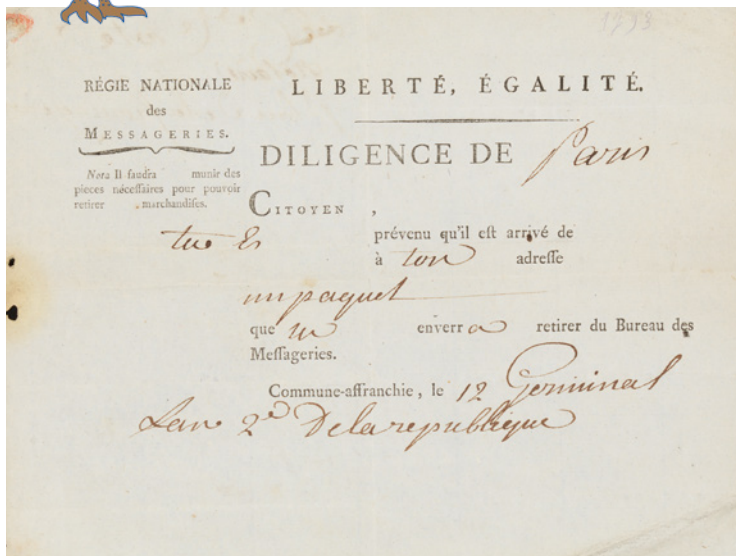 1793
RÉGIE NATIONALE
des
MESSAGERIES.
Nota Il faudra munir des
pieces nécessaires pour pouvoir
retirer marchandises.
LIBERTÉ, ÉGALITÉ.
DILIGENCE DE Paris
CITOYEN ,
tu Es prévenu qu'il est arrivé de
à ton adresse
un paquet
que tu enverra retirer du Bureau des
Messageries.
Commune-affranchie, le 12 Germinal
Lan 2e Delarepublique